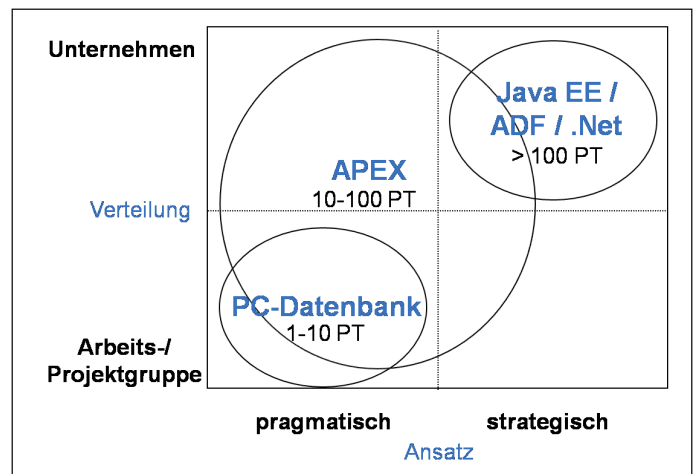 Unternehmen
Java EE /
ADF / .Net
> 100 PT
APEX
10-100 PT
Verteilung
PC-Datenbank
1-10 PT
Arbeits-/
Projektgruppe
pragmatisch
strategisch
Ansatz